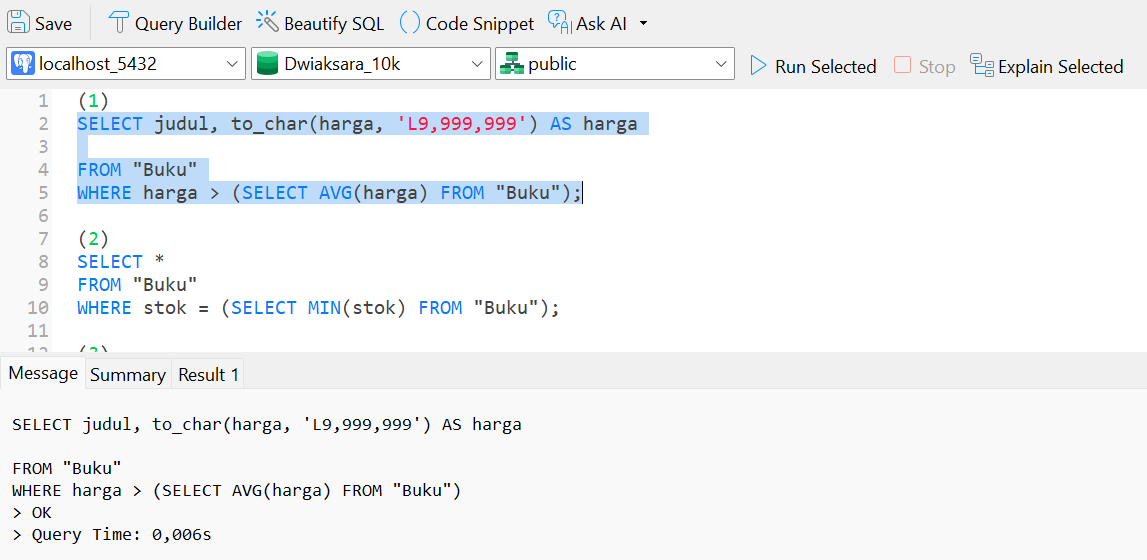 Save Query Builder Beautify SQL Code Snippet Ask AI
localhost_5432 Dwiaksara_10k public Run Selected Stop Explain Selected
1 (1)
2 SELECT judul, to_char(harga, 'L9,999,999') AS harga
3
4 FROM "Buku"
5 WHERE harga > (SELECT AVG(harga) FROM "Buku");
6
7 (2)
8 SELECT *
9 FROM "Buku"
10 WHERE stok = (SELECT MIN(stok) FROM "Buku");
11
Message Summary Result 1
SELECT judul, to_char(harga, 'L9,999,999') AS harga
FROM "Buku"
WHERE harga > (SELECT AVG(harga) FROM "Buku")
> OK
> Query Time: 0,006s